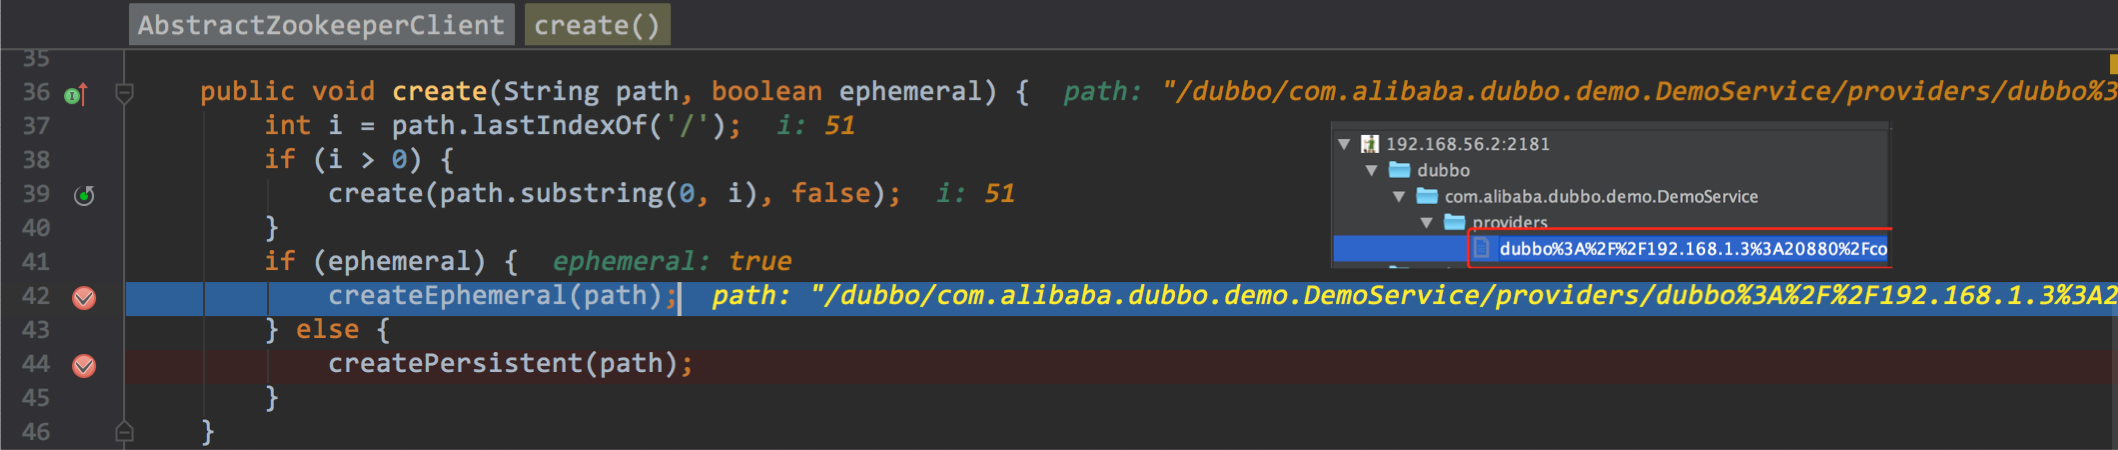 AbstractZookeeperClient create()
35
36 public void create(String path, boolean ephemeral) { path: "/dubbo/com.alibaba.dubbo.demo.DemoService/providers/dubbo%3
37 int i = path.lastIndexOf('/'); i: 51
38 if (i > 0) {
39 create(path.substring(0, i), false); i: 51
40 }
41 if (ephemeral) { ephemeral: true
42 createEphemeral(path); path: "/dubbo/com.alibaba.dubbo.demo.DemoService/providers/dubbo%3A%2F%2F192.168.1.3%3A2
43 } else {
44 createPersistent(path);
45 }
46 }
192.168.56.2:2181
dubbo
com.alibaba.dubbo.demo.DemoService
providers
dubbo%3A%2F%2F192.168.1.3%3A20880%2Fco